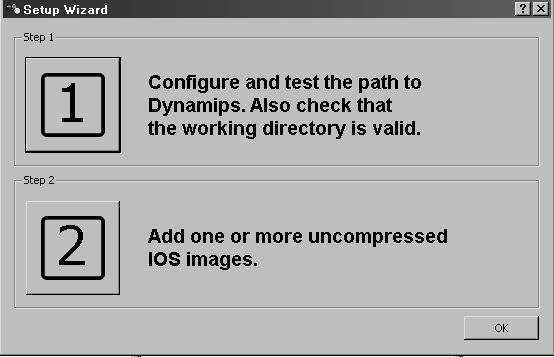 Setup Wizard
Step 1
1
Configure and test the path to
Dynamips. Also check that
the working directory is valid.
Step 2
2
Add one or more uncompressed
IOS images.
OK